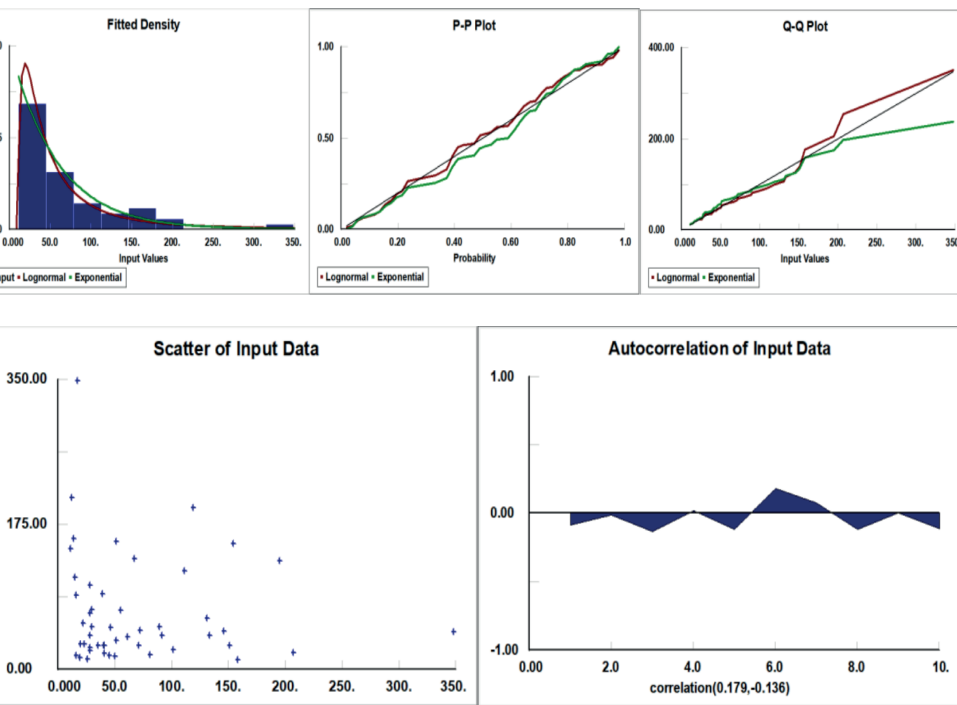 Fitted Density
0.000 50.0 100. 150. 200. 250. 300. 350.
Input Values
Lognormal Exponential
P-P Plot
1.00
0.50
0.00
0.00 0.20 0.40 0.60 0.80 1.0
Probability
Lognormal Exponential
Q-Q Plot
400.00
200.00
0.00
0.000 50.0 100. 150. 200. 250. 300. 350
Input Values
Lognormal Exponential
Scatter of Input Data
350.00
175.00
0.00
0.000 50.0 100. 150. 200. 250. 300. 350.
Autocorrelation of Input Data
1.00
0.00
-1.00
0.00 2.0 4.0 6.0 8.0 10.
correlation(0.179,-0.136)